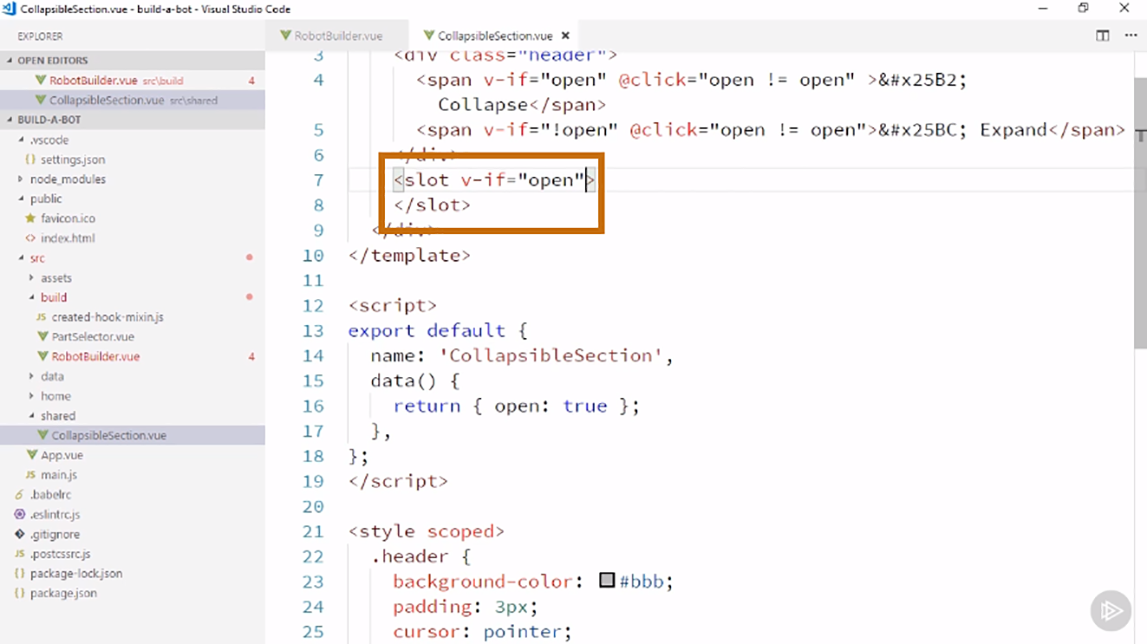 CollapsibleSection.vue - build-a-bot - Visual Studio Code
EXPLORER
RobotBuilder.vue
CollapsibleSection.vue ×
OPEN EDITORS
RobotBuilder.vue src\build 4
CollapsibleSection.vue src\shared
BUILD-A-BOT
.vscode
{} settings.json
node_modules
public
favicon.ico
<> index.html
src
assets
build
JS created-hook-mixin.js
PartSelector.vue
RobotBuilder.vue 4
data
home
shared
CollapsibleSection.vue
App.vue
JS main.js
.babelrc
.eslintrc.js
.gitignore
JS .postcssrc.js
{} package-lock.json
{} package.json
3 <div class="header">
4 <span v-if="open" @click="open != open" >&#x25B2;
Collapse</span>
5 <span v-if="!open" @click="open != open">&#x25BC; Expand</span>
6 </div>
7 <slot v-if="open">
8 </slot>
9 </div>
10 </template>
11
12 <script>
13 export default {
14 name: 'CollapsibleSection',
15 data() {
16 return { open: true };
17 },
18 };
19 </script>
20
21 <style scoped>
22 .header {
23 background-color: #bbb;
24 padding: 3px;
25 cursor: pointer;